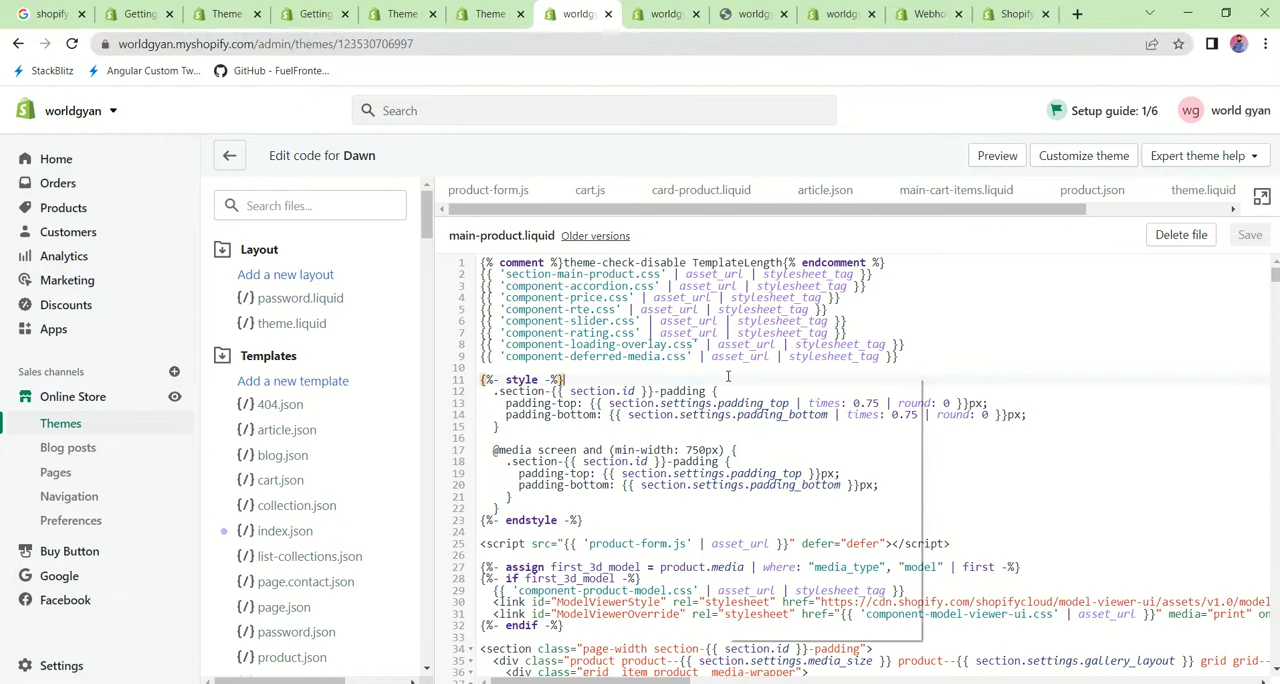 shopify
Getting
Theme
Getting
Theme
Theme
worldg
worldgy
worldgy
worldgy
Webho
Shopify
worldgyan.myshopify.com/admin/themes/123530706997
StackBlitz
Angular Custom Tw...
GitHub - FuelFronte...
worldgyan
Search
Setup guide: 1/6
wg
world gyan
Home
Orders
Products
Customers
Analytics
Marketing
Discounts
Apps
Sales channels
Online Store
Themes
Blog posts
Pages
Navigation
Preferences
Buy Button
Google
Facebook
Settings
Edit code for Dawn
Preview
Customize theme
Expert theme help
Search files...
Layout
Add a new layout
{/} password.liquid
{/} theme.liquid
Templates
Add a new template
{/} 404.json
{/} article.json
{/} blog.json
{/} cart.json
{/} collection.json
{/} index.json
{/} list-collections.json
{/} page.contact.json
{/} page.json
{/} password.json
{/} product.json
product-form.js cart.js card-product.liquid article.json main-cart-items.liquid product.json theme.liquid
main-product.liquid Older versions
Delete file
Save
1 {% comment %}theme-check-disable TemplateLength{% endcomment %}
2 {{ 'section-main-product.css' | asset_url | stylesheet_tag }}
3 {{ 'component-accordion.css' | asset_url | stylesheet_tag }}
4 {{ 'component-price.css' | asset_url | stylesheet_tag }}
5 {{ 'component-rte.css' | asset_url | stylesheet_tag }}
6 {{ 'component-slider.css' | asset_url | stylesheet_tag }}
7 {{ 'component-rating.css' | asset_url | stylesheet_tag }}
8 {{ 'component-loading-overlay.css' | asset_url | stylesheet_tag }}
9 {{ 'component-deferred-media.css' | asset_url | stylesheet_tag }}
10
11 {%- style -%}
12 .section-{{ section.id }}-padding {
13 padding-top: {{ section.settings.padding_top | times: 0.75 | round: 0 }}px;
14 padding-bottom: {{ section.settings.padding_bottom | times: 0.75 | round: 0 }}px;
15 }
16
17 @media screen and (min-width: 750px) {
18 .section-{{ section.id }}-padding {
19 padding-top: {{ section.settings.padding_top }}px;
20 padding-bottom: {{ section.settings.padding_bottom }}px;
21 }
22 }
23 {%- endstyle -%}
24
25 <script src="{{ 'product-form.js' | asset_url }}" defer="defer"></script>
26
27 {%- assign first_3d_model = product.media | where: "media_type", "model" | first -%}
28 {%- if first_3d_model -%}
29 {{ 'component-product-model.css' | asset_url | stylesheet_tag }}
30 <link id="ModelViewerStyle" rel="stylesheet" href="https://cdn.shopify.com/shopifycloud/model-viewer-ui/assets/v1.0/model
31 <link id="ModelViewerOverride" rel="stylesheet" href="{{ 'component-model-viewer-ui.css' | asset_url }}" media="print" on
32 {%- endif -%}
33
34 <section class="page-width section-{{ section.id }}-padding">
35 <div class="product product--{{ section.settings.media_size }} product--{{ section.settings.gallery_layout }} grid grid--
36 <div class="grid__item product__media-wrapper">